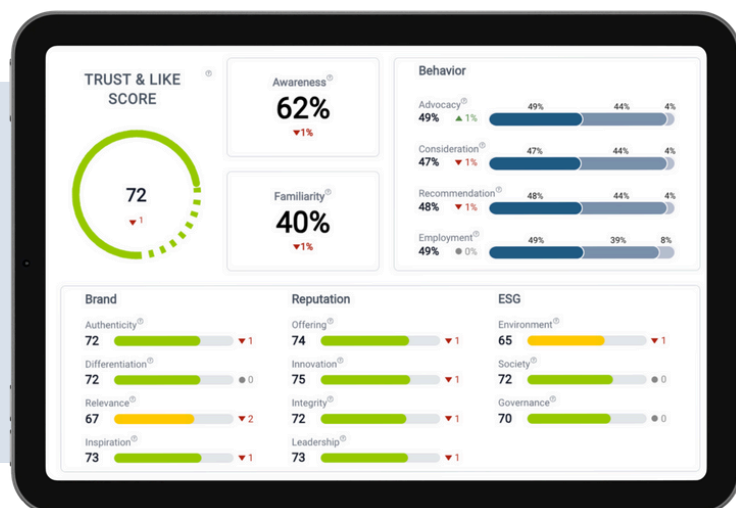 TRUST & LIKE
SCORE
72
▼ 1
Awareness
62%
▼1%
Familiarity
40%
▼1%
Behavior
Advocacy
49% ▲ 1%
49% 44% 4%
Consideration
47% ▼ 1%
47% 44% 4%
Recommendation
48% ▼ 1%
48% 44% 4%
Employment
49% ● 0%
49% 39% 8%
Brand
Authenticity
72 ▼ 1
Differentiation
72 ● 0
Relevance
67 ▼ 2
Inspiration
73 ▼ 1
Reputation
Offering
74 ▼ 1
Innovation
75 ▼ 1
Integrity
72 ▼ 1
Leadership
73 ▼ 1
ESG
Environment
65 ▼ 1
Society
72 ● 0
Governance
70 ● 0